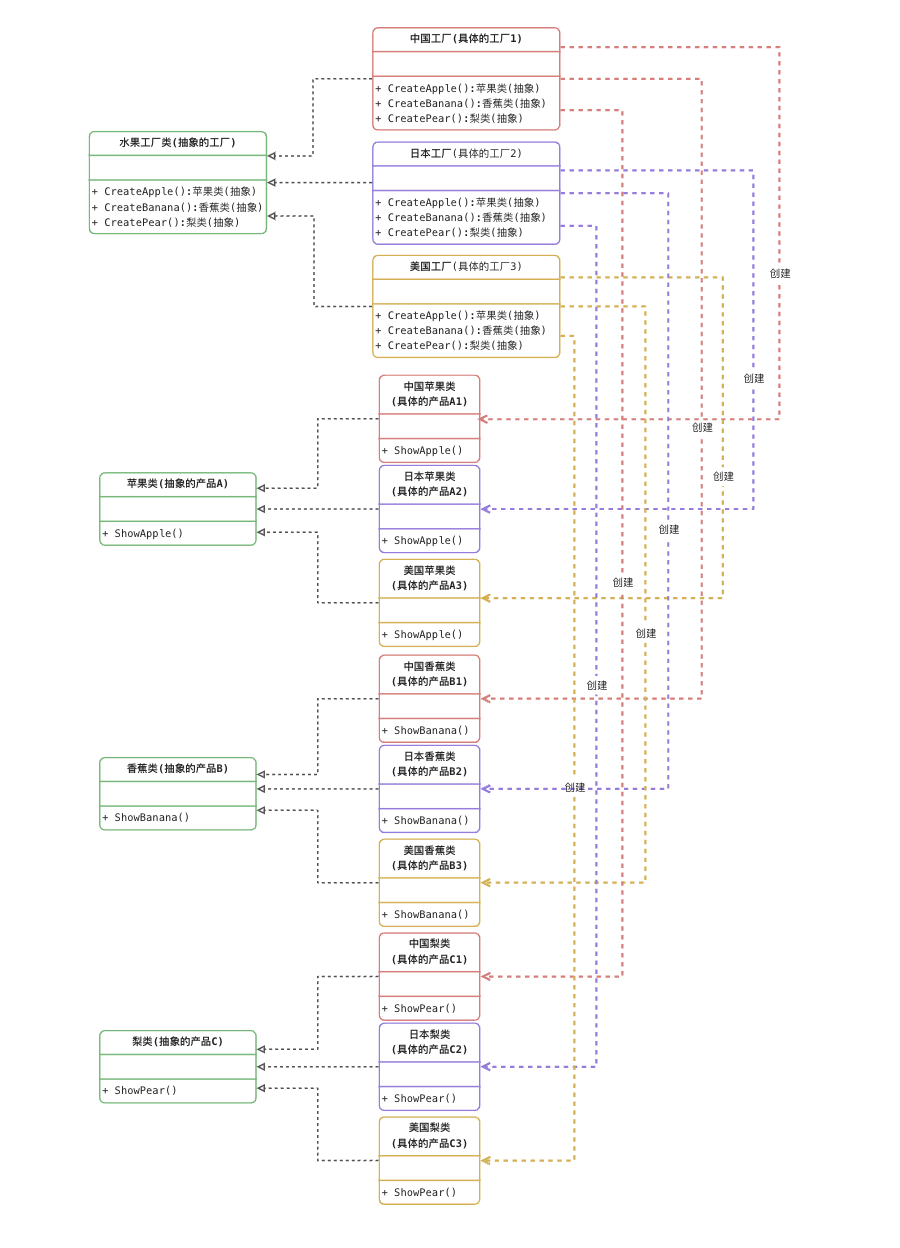 中国工厂(具体的工厂1)
+ CreateApple():苹果类(抽象)
+ CreateBanana():香蕉类(抽象)
+ CreatePear():梨类(抽象)
水果工厂类(抽象的工厂)
+ CreateApple():苹果类(抽象)
+ CreateBanana():香蕉类(抽象)
+ CreatePear():梨类(抽象)
日本工厂(具体的工厂2)
+ CreateApple():苹果类(抽象)
+ CreateBanana():香蕉类(抽象)
+ CreatePear():梨类(抽象)
美国工厂(具体的工厂3)
+ CreateApple():苹果类(抽象)
+ CreateBanana():香蕉类(抽象)
+ CreatePear():梨类(抽象)
创建
创建
创建
创建
创建
创建
创建
创建
创建
中国苹果类
(具体的产品A1)
+ ShowApple()
苹果类(抽象的产品A)
+ ShowApple()
日本苹果类
(具体的产品A2)
+ ShowApple()
美国苹果类
(具体的产品A3)
+ ShowApple()
中国香蕉类
(具体的产品B1)
+ ShowBanana()
香蕉类(抽象的产品B)
+ ShowBanana()
日本香蕉类
(具体的产品B2)
+ ShowBanana()
美国香蕉类
(具体的产品B3)
+ ShowBanana()
中国梨类
(具体的产品C1)
+ ShowPear()
梨类(抽象的产品C)
+ ShowPear()
日本梨类
(具体的产品C2)
+ ShowPear()
美国梨类
(具体的产品C3)
+ ShowPear()